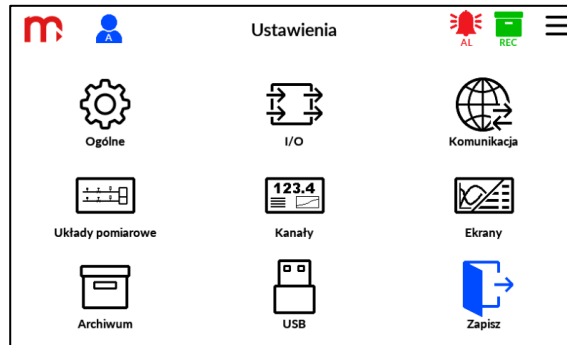 m
A
Ustawienia
AL
REC
Ogólne
I/O
Komunikacja
123.4
Układy pomiarowe
Kanały
Ekrany
Archiwum
USB
Zapisz